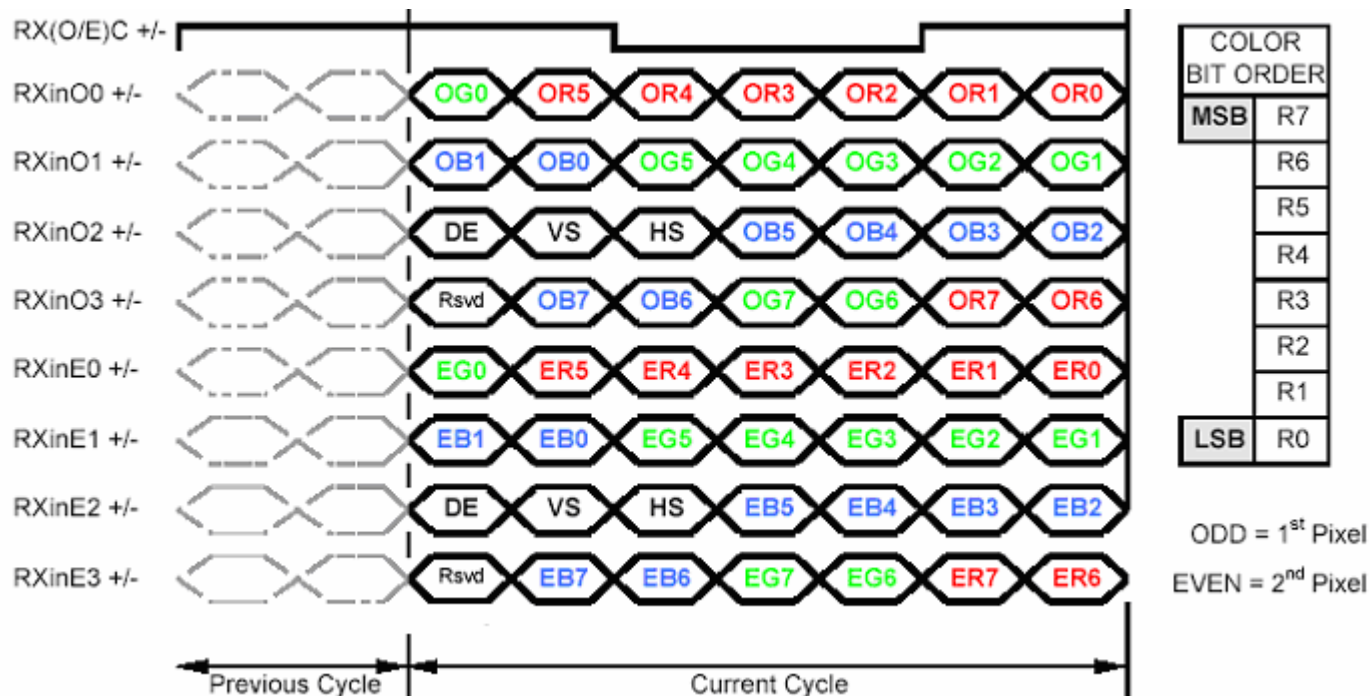 RX(O/E)C +/-
RXinO0 +/- OG0 OR5 OR4 OR3 OR2 OR1 OR0
RXinO1 +/- OB1 OB0 OG5 OG4 OG3 OG2 OG1
RXinO2 +/- DE VS HS OB5 OB4 OB3 OB2
RXinO3 +/- Rsvd OB7 OB6 OG7 OG6 OR7 OR6
RXinE0 +/- EG0 ER5 ER4 ER3 ER2 ER1 ER0
RXinE1 +/- EB1 EB0 EG5 EG4 EG3 EG2 EG1
RXinE2 +/- DE VS HS EB5 EB4 EB3 EB2
RXinE3 +/- Rsvd EB7 EB6 EG7 EG6 ER7 ER6
Previous Cycle Current Cycle
COLOR
BIT ORDER
MSB R7
R6
R5
R4
R3
R2
R1
LSB R0
ODD = 1st Pixel
EVEN = 2nd Pixel